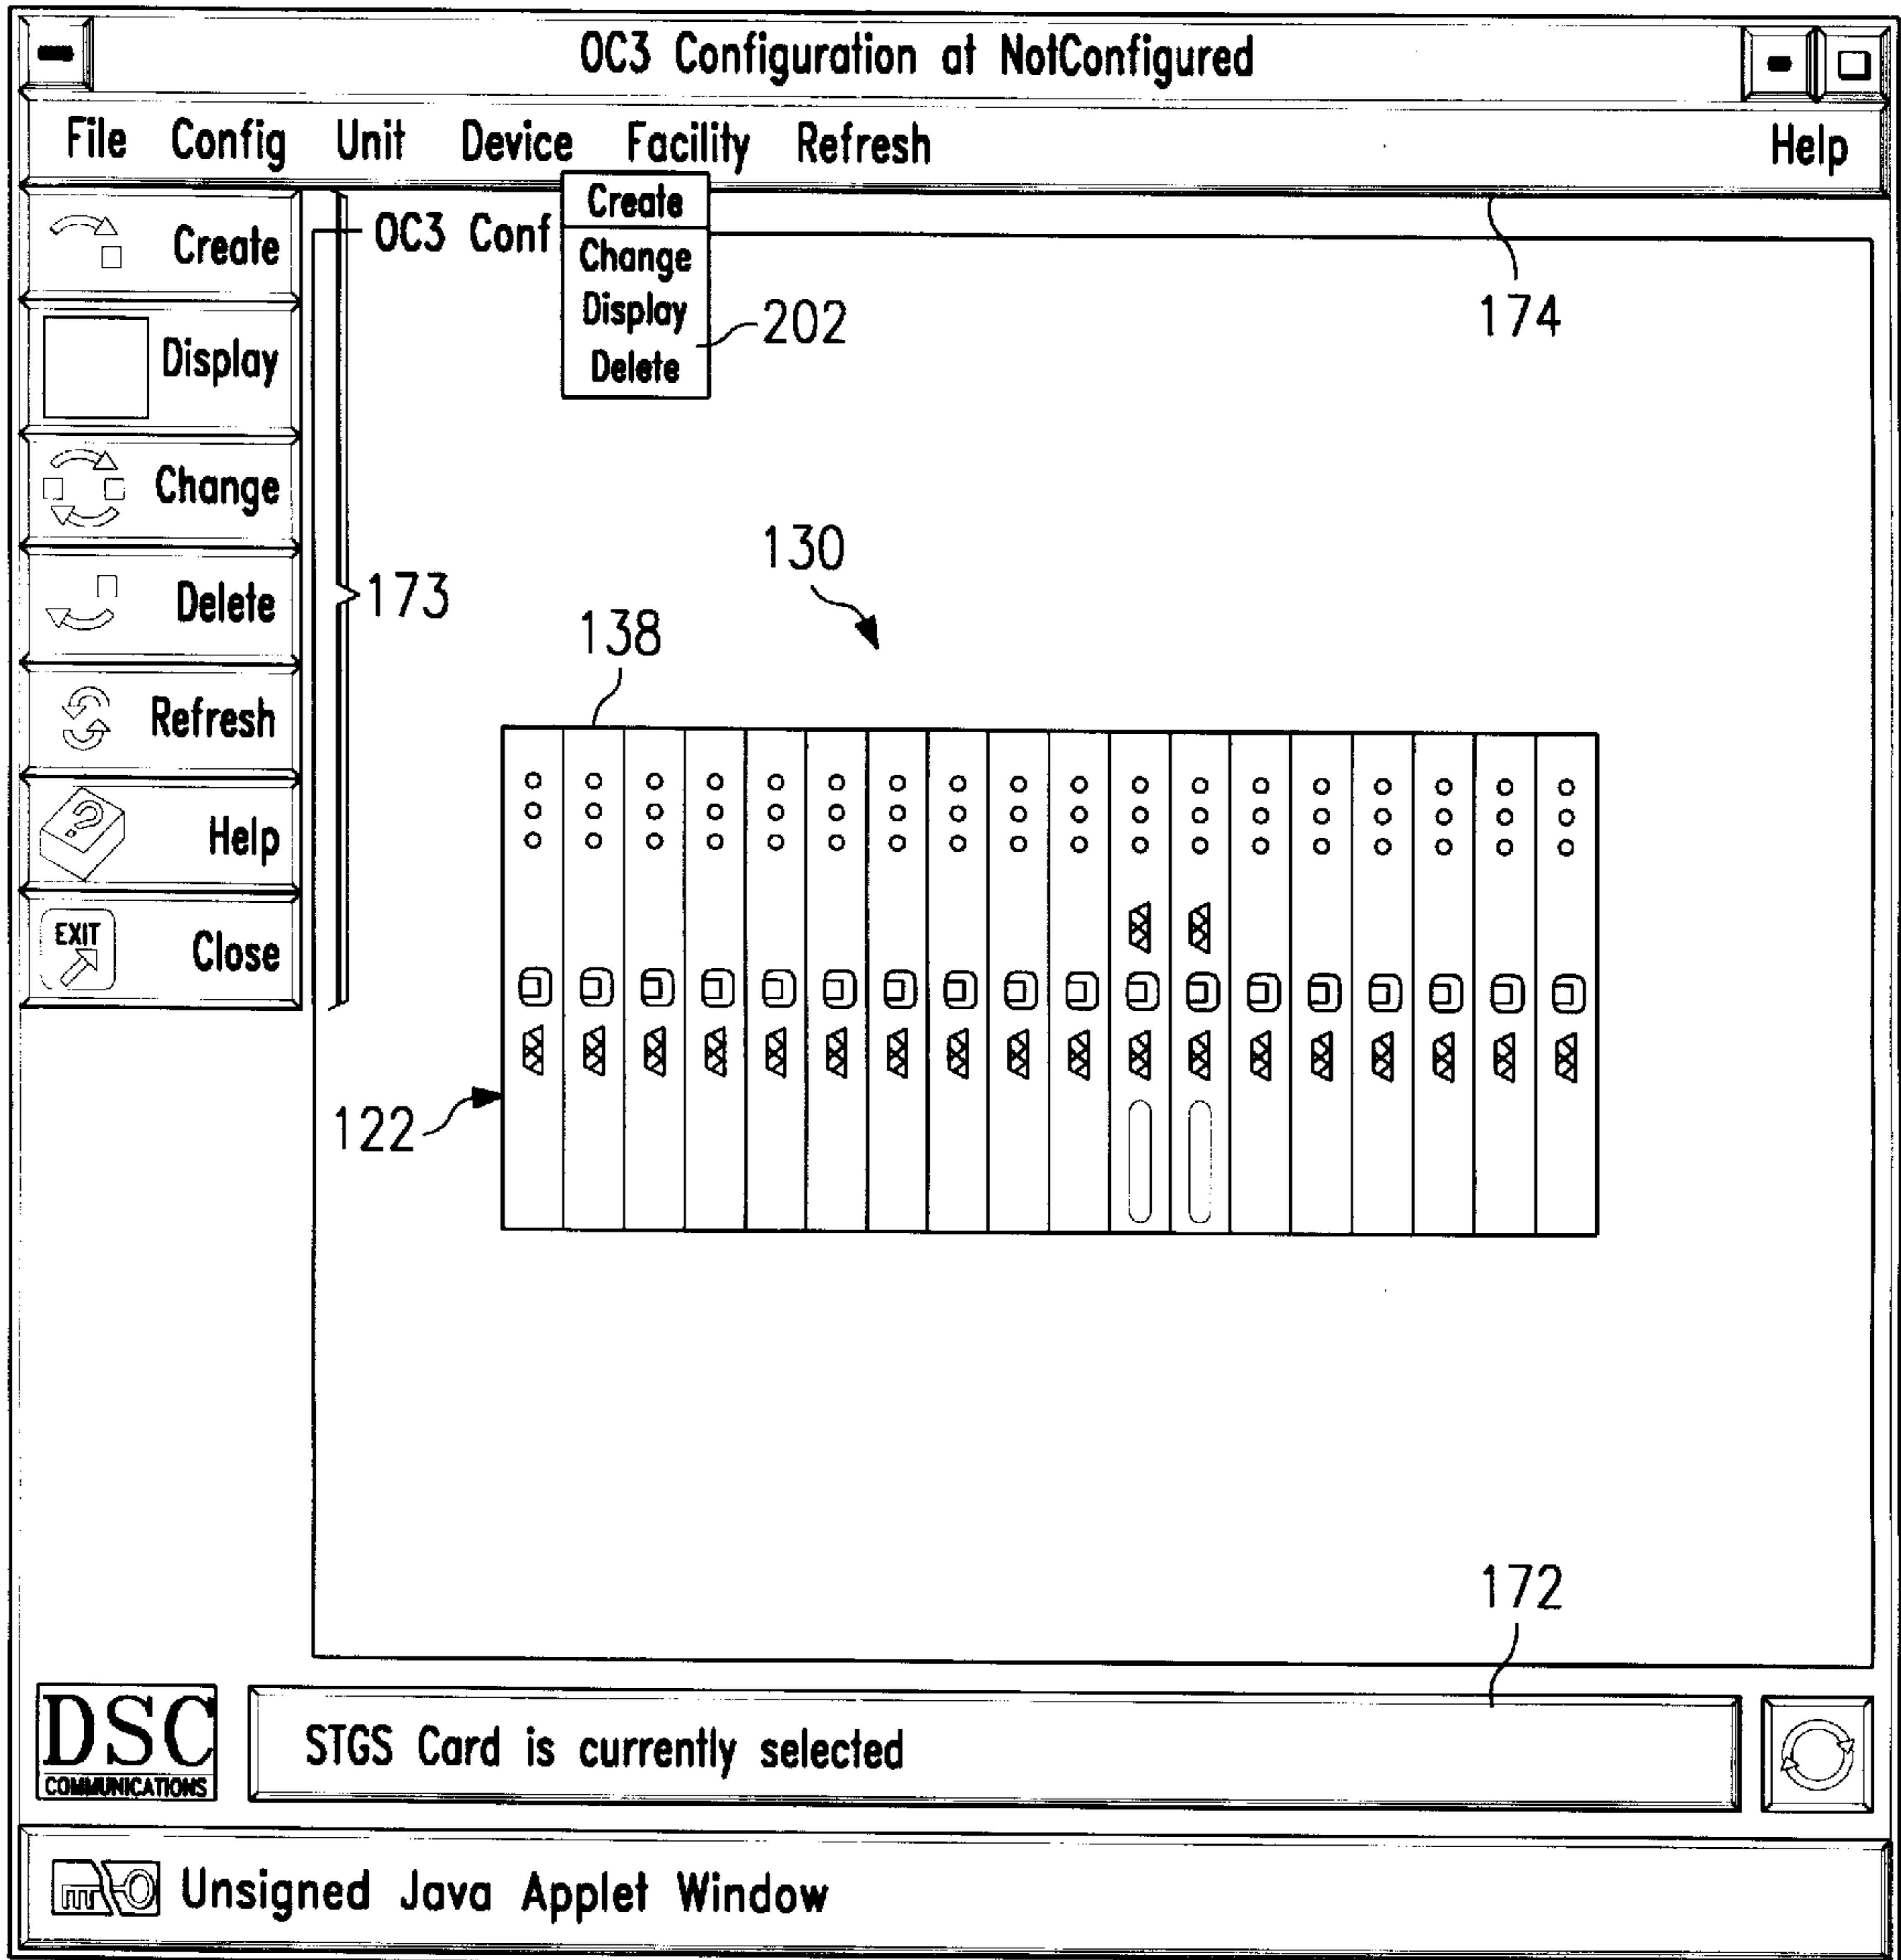 OC3 Configuration at NotConfigured
File Config Unit Device Facility Refresh Help
Create
Display
Change
Delete
Refresh
?
Help
EXIT
Close
173
OC3 Conf
Create
Change
Display
Delete
202
174
130
138
122
172
DSC
COMMUNICATIONS
STGS Card is currently selected
Unsigned Java Applet Window